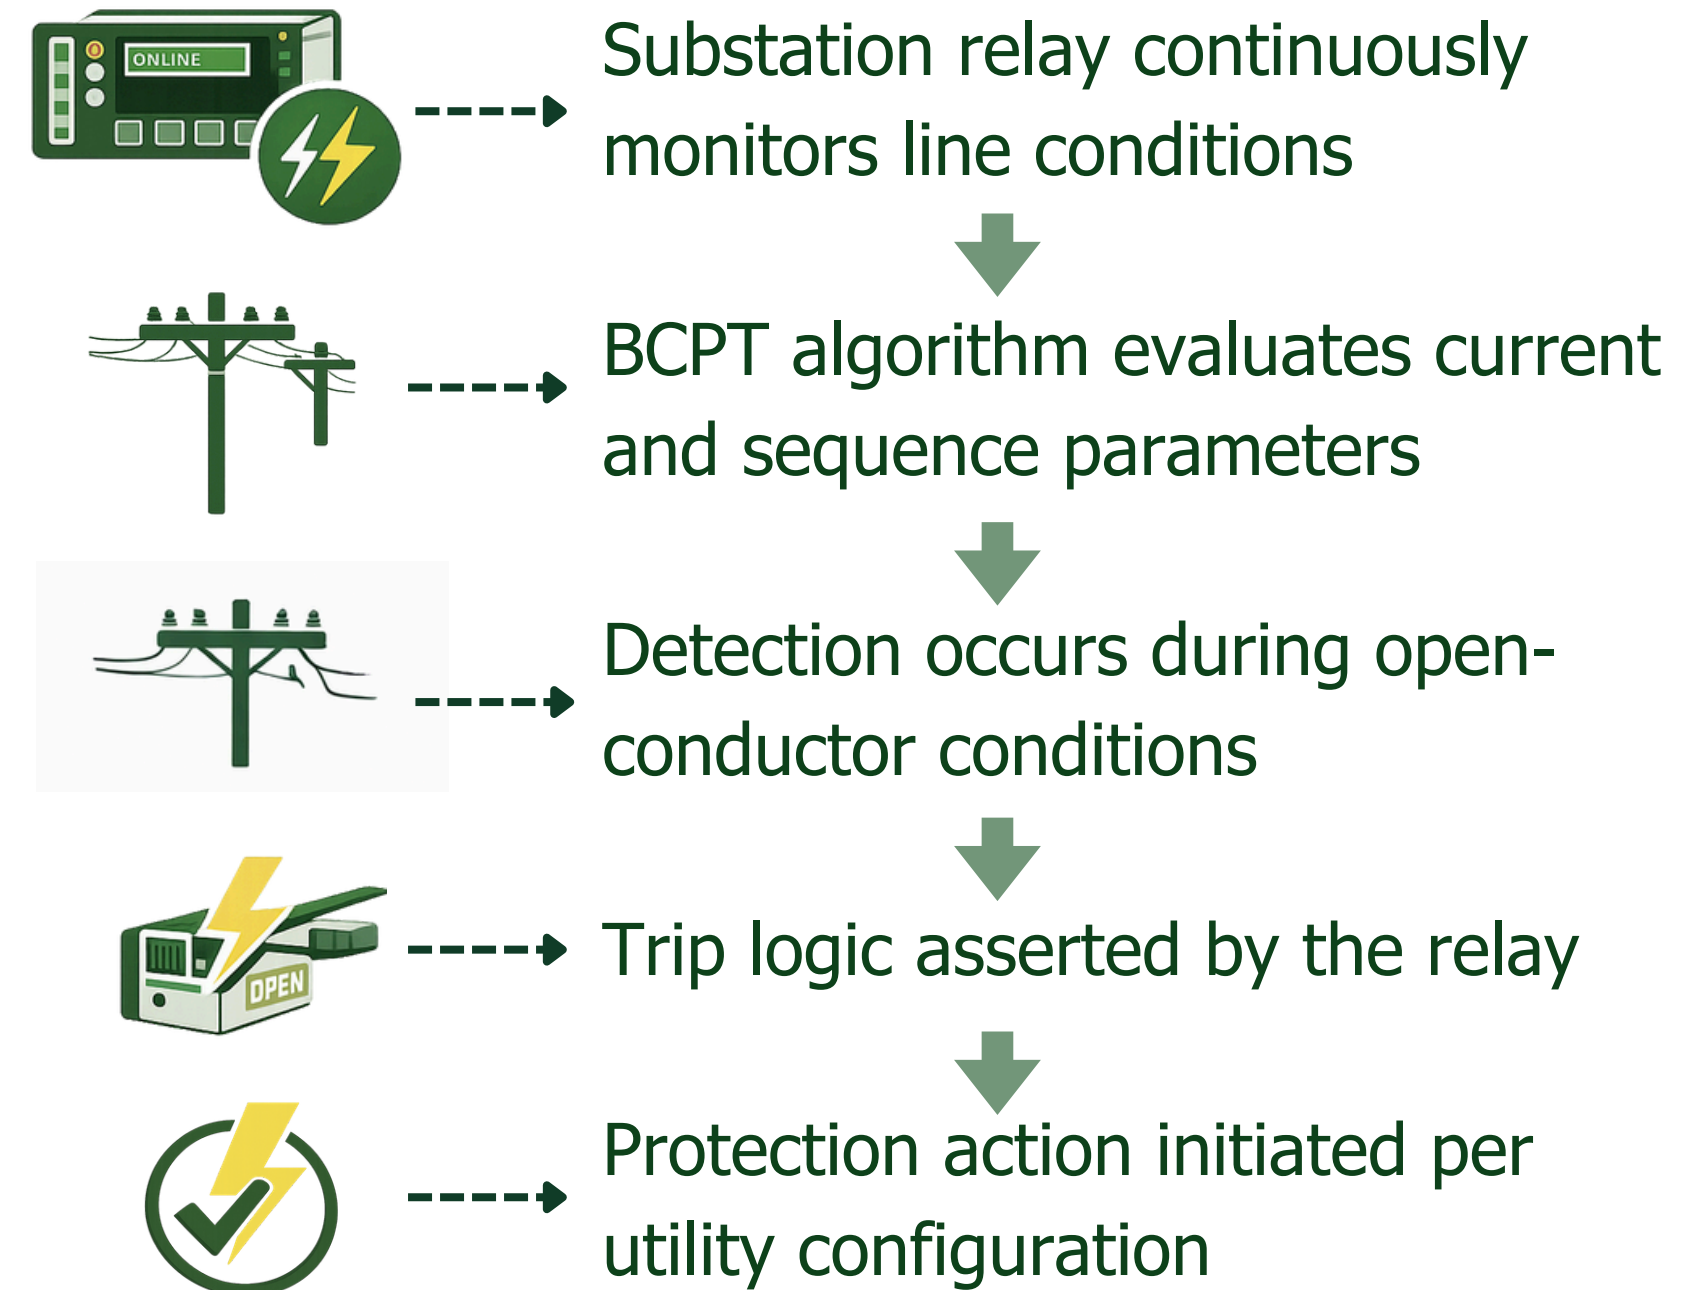 ONLINE
Substation relay continuously
monitors line conditions
BCPT algorithm evaluates current
and sequence parameters
Detection occurs during open-
conductor conditions
OPEN
Trip logic asserted by the relay
Protection action initiated per
utility configuration